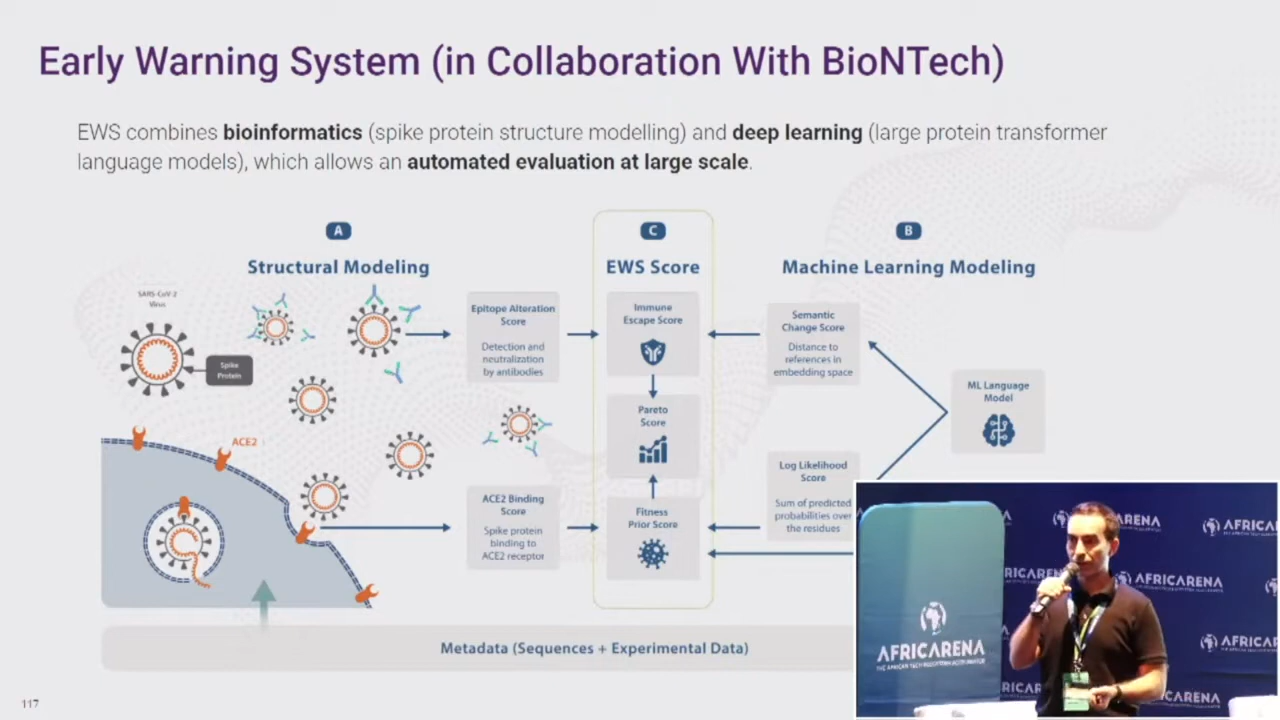 Early Warning System (in Collaboration With BioNTech)
EWS combines bioinformatics (spike protein structure modelling) and deep learning (large protein transformer
language models), which allows an automated evaluation at large scale.
A
Structural Modeling
SARS-CoV-2
Virus
Spike
Protein
ACE2
Epitope Alteration
Score
Detection and
neutralization
by antibodies
ACE2 Binding
Score
Spike protein
binding to
ACE2 receptor
C
EWS Score
Immune
Escape Score
Pareto
Score
Fitness
Prior Score
B
Machine Learning Modeling
Semantic
Change Score
Distance to
references in
embedding space
ML Language
Model
Log Likelihood
Score
Sum of predicted
probabilities over
the residues
Metadata (Sequences + Experimental Data)
117
AFRICARENA
ARENA
AFRICA
AFRICARENA
AFRICAR